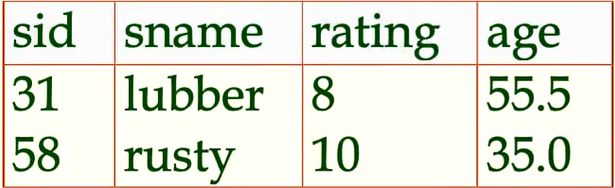 sid sname rating age
31 lubber 8 55.5
58 rusty 10 35.0